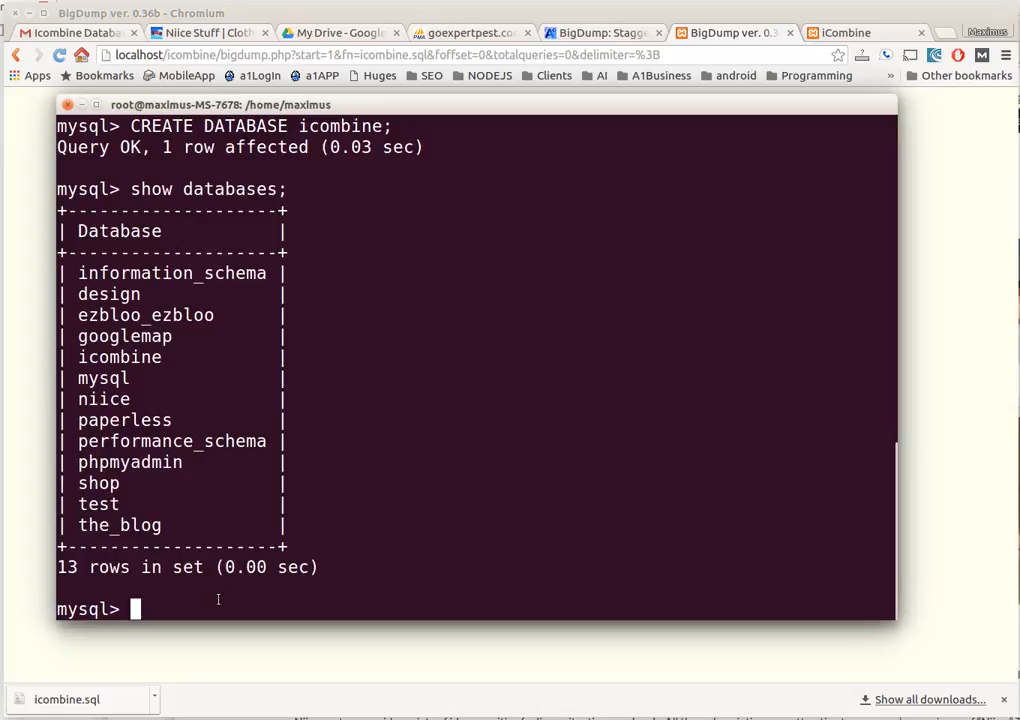 BigDump ver. 0.36b - Chromium
Icombine Databa
Niice Stuff | Cloth
My Drive - Google
goexpertpest.co
BigDump: Stagge
BigDump ver. 0.3
iCombine
Maximus
localhost/icombine/bigdump.php?start=1&fn=icombine.sql&foffset=0&totalqueries=0&delimiter=%3B
Apps Bookmarks MobileApp a1LogIn a1APP Huges SEO NODEJS Clients AI A1Business android Programming » Other bookmarks
root@maximus-MS-7678: /home/maximus
mysql> CREATE DATABASE icombine;
Query OK, 1 row affected (0.03 sec)
mysql> show databases;
+--------------------+
| Database |
+--------------------+
| information_schema |
| design |
| ezbloo_ezbloo |
| googlemap |
| icombine |
| mysql |
| niice |
| paperless |
| performance_schema |
| phpmyadmin |
| shop |
| test |
| the_blog |
+--------------------+
13 rows in set (0.00 sec)
mysql>
icombine.sql
Show all downloads...